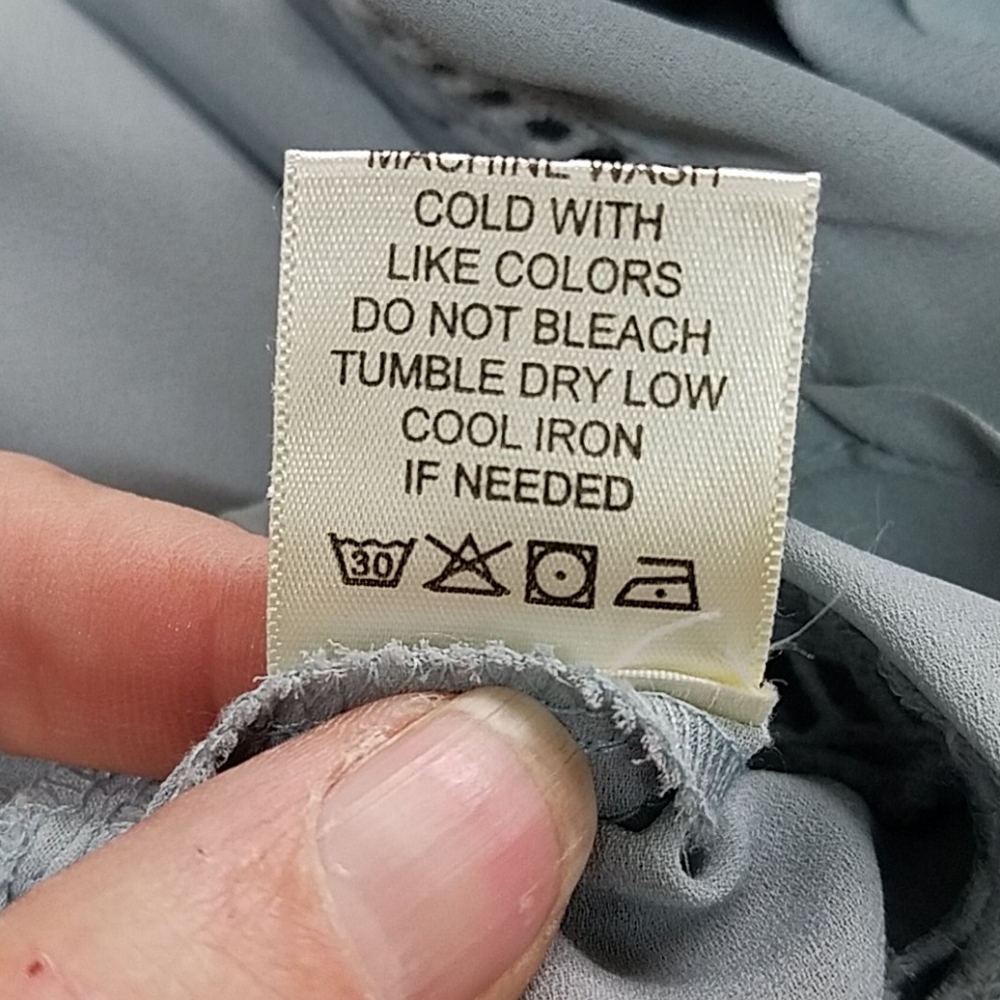 MACHINE WASH
COLD WITH
LIKE COLORS
DO NOT BLEACH
TUMBLE DRY LOW
COOL IRON
IF NEEDED
30